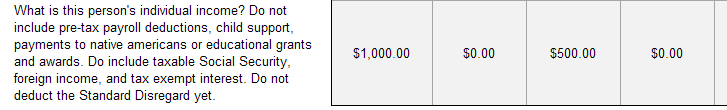 What is this person's individual income? Do not
include pre-tax payroll deductions, child support,
payments to native americans or educational grants
and awards. Do include taxable Social Security,
foreign income, and tax exempt interest. Do not
deduct the Standard Disregard yet.
$1,000.00 $0.00 $500.00 $0.00